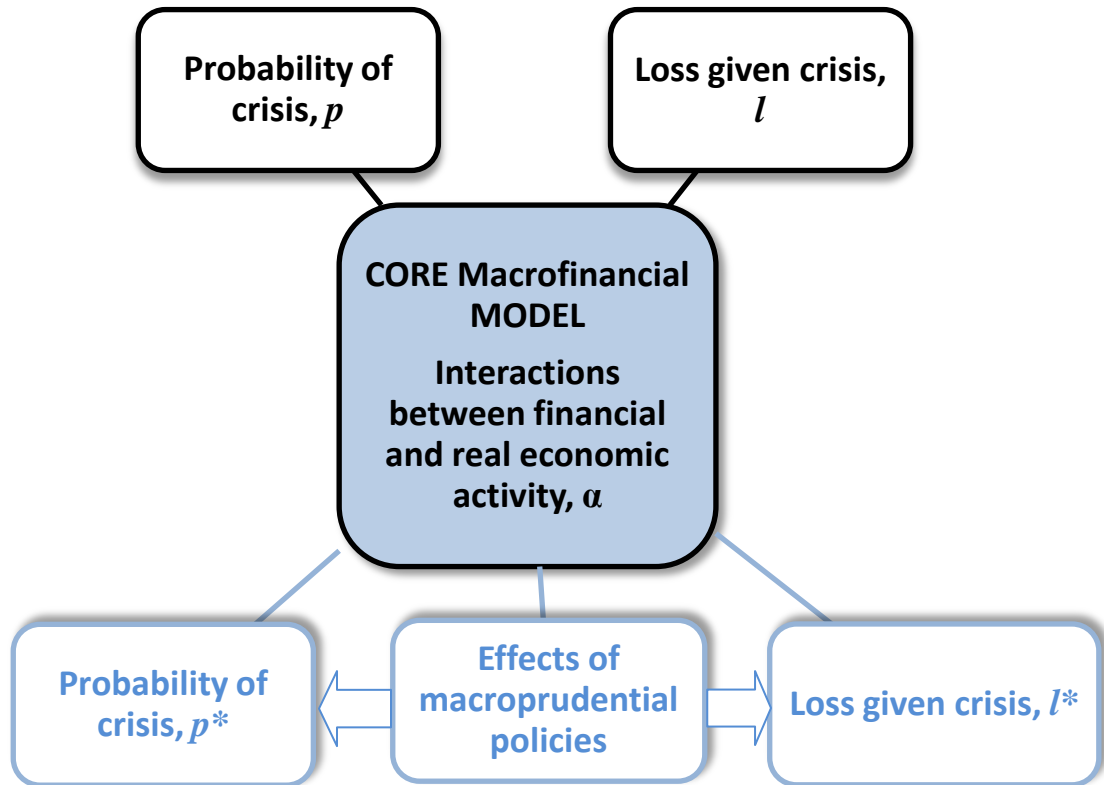 Probability of
crisis, p
Loss given crisis,
l
CORE Macrofinancial
MODEL
Interactions
between financial
and real economic
activity, α
Probability of
crisis, p*
Effects of
macroprudential
policies
Loss given crisis, l*